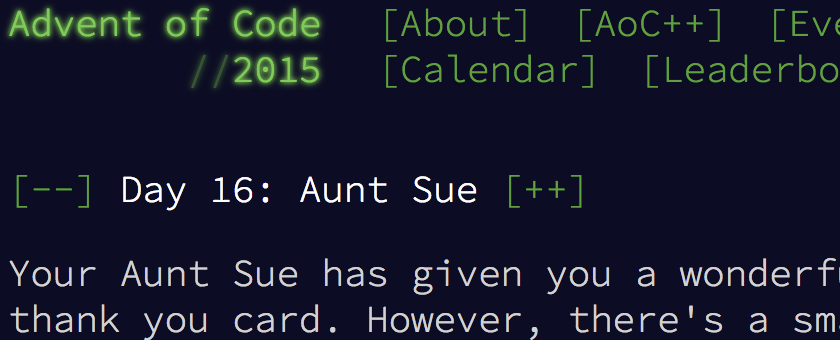 Advent of Code [About] [AoC++] [Eve
//2015 [Calendar] [Leaderbo
[--] Day 16: Aunt Sue [++]
Your Aunt Sue has given you a wonderfu
thank you card. However, there's a sma